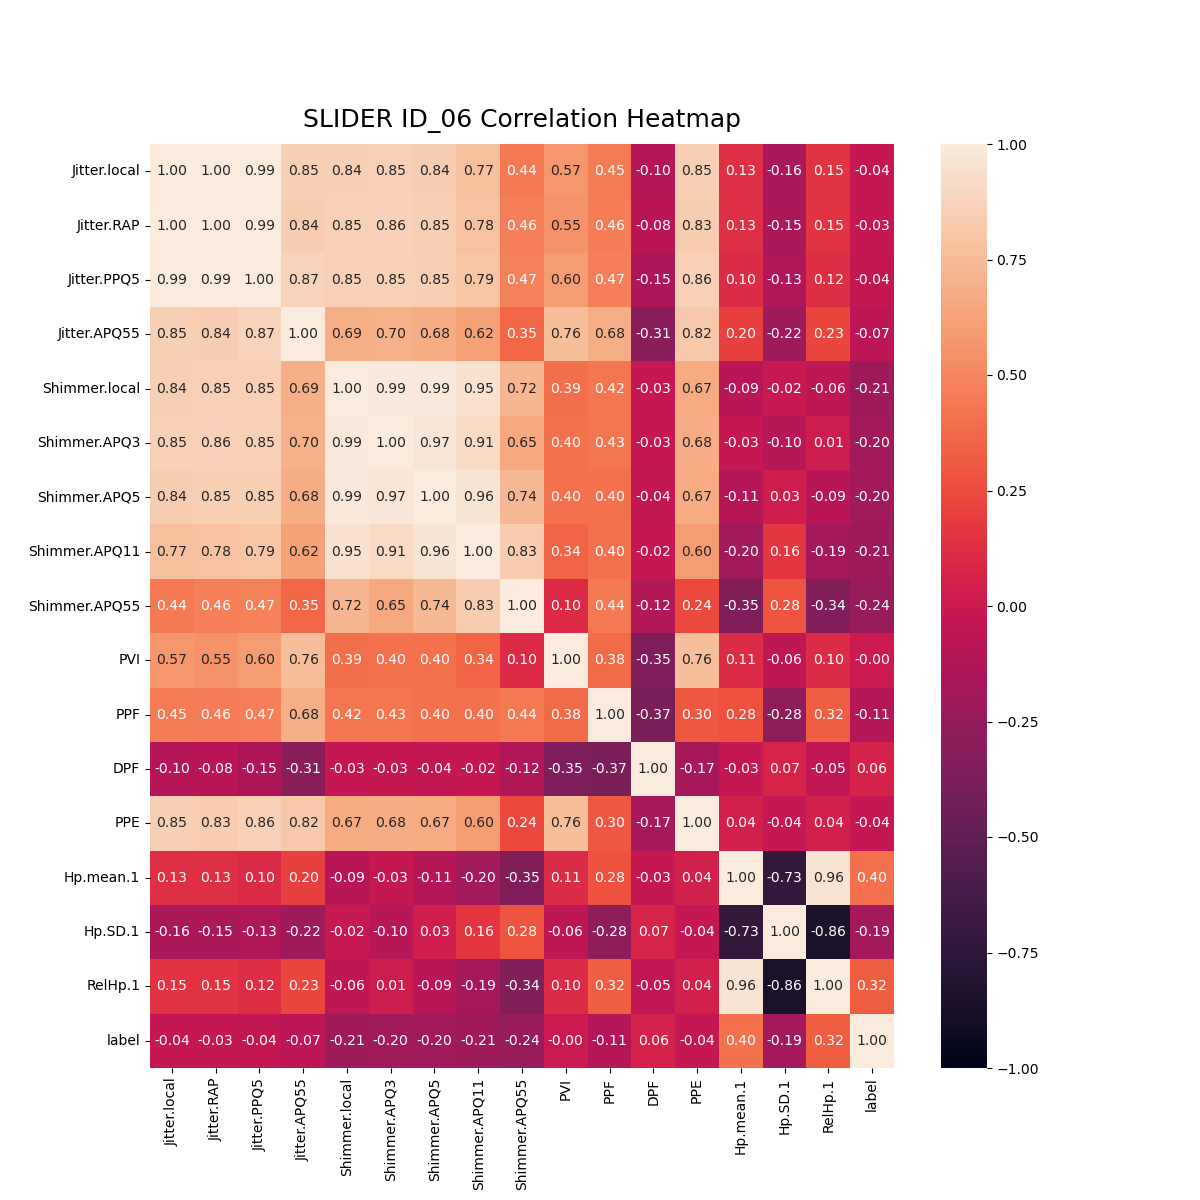 SLIDER ID_06 Correlation Heatmap
Jitter.local 1.00 1.00 0.99 0.85 0.84 0.85 0.84 0.77 0.44 0.57 0.45 -0.10 0.85 0.13 -0.16 0.15 -0.04
Jitter.RAP 1.00 1.00 0.99 0.84 0.85 0.86 0.85 0.78 0.46 0.55 0.46 -0.08 0.83 0.13 -0.15 0.15 -0.03
Jitter.PPQ5 0.99 0.99 1.00 0.87 0.85 0.85 0.85 0.79 0.47 0.60 0.47 -0.15 0.86 0.10 -0.13 0.12 -0.04
Jitter.APQ55 0.85 0.84 0.87 1.00 0.69 0.70 0.68 0.62 0.35 0.76 0.68 -0.31 0.82 0.20 -0.22 0.23 -0.07
Shimmer.local 0.84 0.85 0.85 0.69 1.00 0.99 0.99 0.95 0.72 0.39 0.42 -0.03 0.67 -0.09 -0.02 -0.06 -0.21
Shimmer.APQ3 0.85 0.86 0.85 0.70 0.99 1.00 0.97 0.91 0.65 0.40 0.43 -0.03 0.68 -0.03 -0.10 0.01 -0.20
Shimmer.APQ5 0.84 0.85 0.85 0.68 0.99 0.97 1.00 0.96 0.74 0.40 0.40 -0.04 0.67 -0.11 0.03 -0.09 -0.20
Shimmer.APQ11 0.77 0.78 0.79 0.62 0.95 0.91 0.96 1.00 0.83 0.34 0.40 -0.02 0.60 -0.20 0.16 -0.19 -0.21
Shimmer.APQ55 0.44 0.46 0.47 0.35 0.72 0.65 0.74 0.83 1.00 0.10 0.44 -0.12 0.24 -0.35 0.28 -0.34 -0.24
PVI 0.57 0.55 0.60 0.76 0.39 0.40 0.40 0.34 0.10 1.00 0.38 -0.35 0.76 0.11 -0.06 0.10 -0.00
PPF 0.45 0.46 0.47 0.68 0.42 0.43 0.40 0.40 0.44 0.38 1.00 -0.37 0.30 0.28 -0.28 0.32 -0.11
DPF -0.10 -0.08 -0.15 -0.31 -0.03 -0.03 -0.04 -0.02 -0.12 -0.35 -0.37 1.00 -0.17 -0.03 0.07 -0.05 0.06
PPE 0.85 0.83 0.86 0.82 0.67 0.68 0.67 0.60 0.24 0.76 0.30 -0.17 1.00 0.04 -0.04 0.04 -0.04
Hp.mean.1 0.13 0.13 0.10 0.20 -0.09 -0.03 -0.11 -0.20 -0.35 0.11 0.28 -0.03 0.04 1.00 -0.73 0.96 0.40
Hp.SD.1 -0.16 -0.15 -0.13 -0.22 -0.02 -0.10 0.03 0.16 0.28 -0.06 -0.28 0.07 -0.04 -0.73 1.00 -0.86 -0.19
RelHp.1 0.15 0.15 0.12 0.23 -0.06 0.01 -0.09 -0.19 -0.34 0.10 0.32 -0.05 0.04 0.96 -0.86 1.00 0.32
label -0.04 -0.03 -0.04 -0.07 -0.21 -0.20 -0.20 -0.21 -0.24 -0.00 -0.11 0.06 -0.04 0.40 -0.19 0.32 1.00
Jitter.local
Jitter.RAP
Jitter.PPQ5
Jitter.APQ55
Shimmer.local
Shimmer.APQ3
Shimmer.APQ5
Shimmer.APQ11
Shimmer.APQ55
PVI
PPF
DPF
PPE
Hp.mean.1
Hp.SD.1
RelHp.1
label
1.00
0.75
0.50
0.25
0.00
−0.25
−0.50
−0.75
−1.00